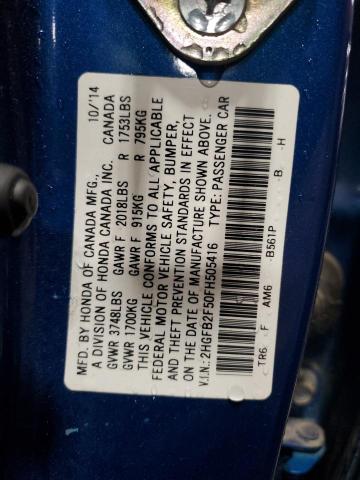 MFD. BY HONDA OF CANADA MFG., 10/'14
A DIVISION OF HONDA CANADA INC. CANADA
GVWR 3748LBS GAWR F 2018LBS R 1753LBS
GVWR 1700KG GAWR F 915KG R 795KG
THIS VEHICLE CONFORMS TO ALL APPLICABLE
FEDERAL MOTOR VEHICLE SAFETY, BUMPER,
AND THEFT PREVENTION STANDARDS IN EFFECT
ON THE DATE OF MANUFACTURE SHOWN ABOVE.
V.I.N.: 2HGFB2F50FH505416 TYPE: PASSENGER CAR
TR6 F AM6 B561P B H